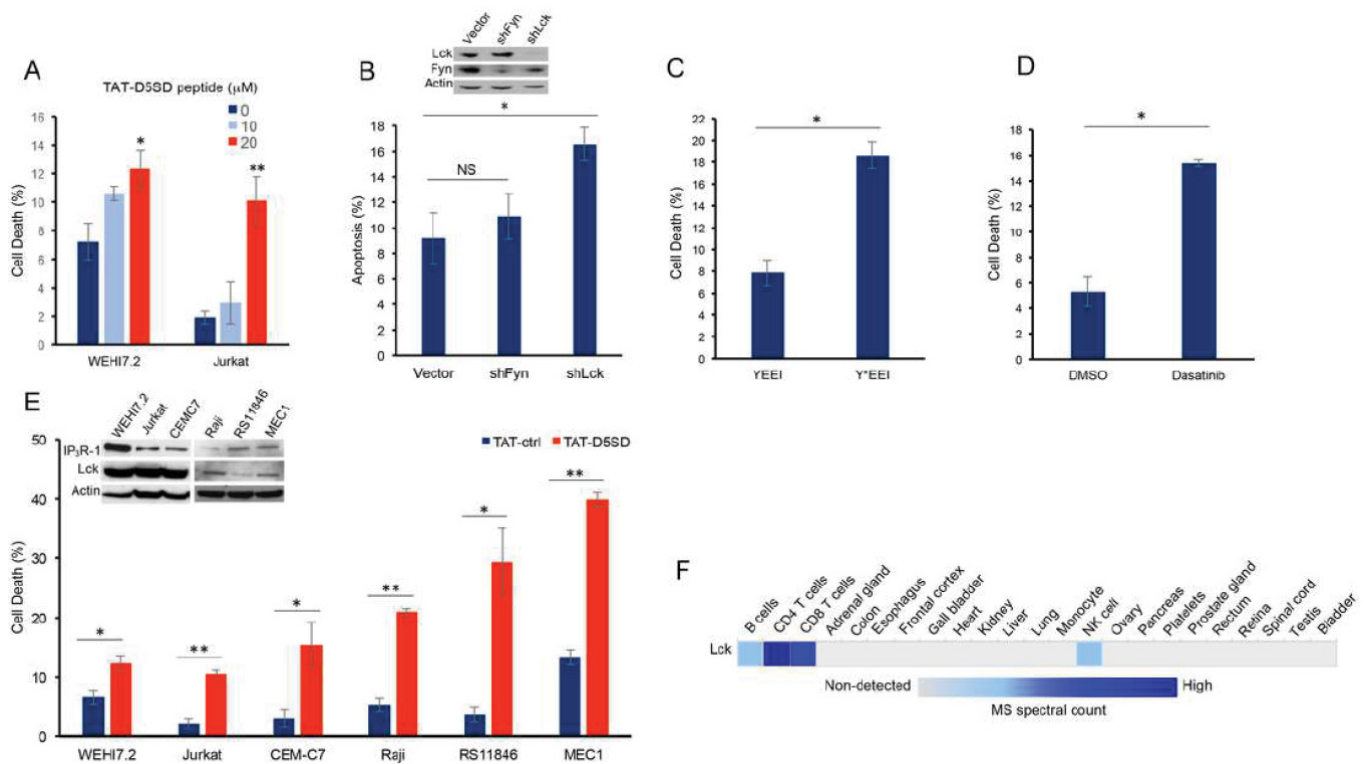 A
TAT-D5SD peptide (µM)
0
10
20
Cell Death (%)
16
14
12
10
8
6
4
2
0
*
**
WEHI7.2
Jurkat
B
Vector
shFyn
shLck
Lck
Fyn
Actin
*
NS
Apoptosis (%)
18
16
14
12
10
8
6
4
2
0
Vector
shFyn
shLck
C
*
Cell Death (%)
22
20
18
16
14
12
10
8
6
4
2
0
YEEI
Y*EEI
D
*
Cell Death (%)
18
16
14
12
10
8
6
4
2
0
DMSO
Dasatinib
E
WEHI7.2
Jurkat
CEMC7
Raji
RS11846
MEC1
IP₃R-1
Lck
Actin
TAT-ctrl
TAT-D5SD
Cell Death (%)
50
40
30
20
10
0
*
**
*
**
*
**
WEHI7.2
Jurkat
CEM-C7
Raji
RS11846
MEC1
F
B cells
CD4 T cells
CD8 T cells
Adrenal gland
Colon
Esophagus
Frontal cortex
Gall bladder
Heart
Kidney
Liver
Lung
Monocyte
NK cell
Ovary
Pancreas
Platelets
Prostate gland
Rectum
Retina
Spinal cord
Testis
Bladder
Lck
Non-detected
High
MS spectral count